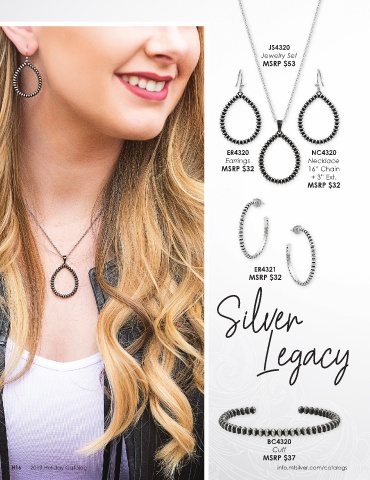 JS4320
Jewelry Set
MSRP $53
ER4320
Earrings
MSRP $32
NC4320
Necklace
16" Chain
+ 3" Ext.
MSRP $32
ER4321
MSRP $32
Silver
Legacy
BC4320
Cuff
MSRP $37
H16 2019 Holiday Catalog
info.mtsilver.com/catalogs